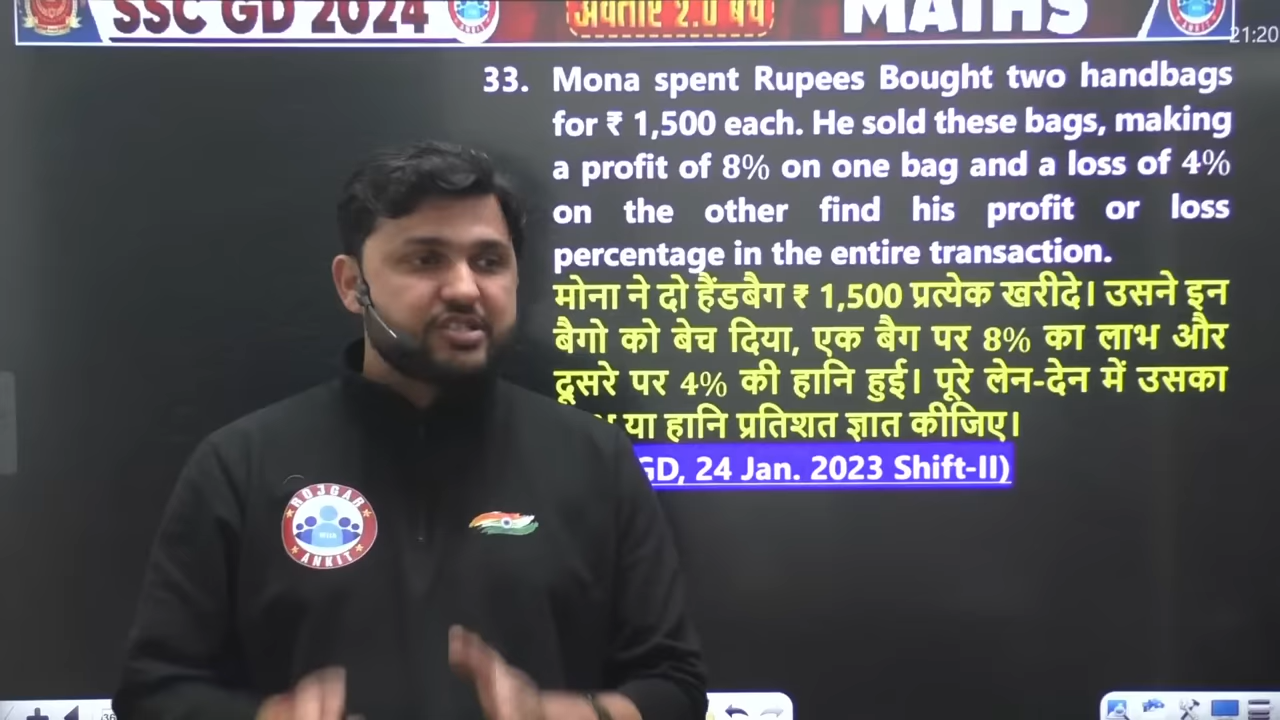 SSC GD 2024
अवतार 2.0 बैच
MATHS
21:20
33. Mona spent Rupees Bought two handbags
for ₹ 1,500 each. He sold these bags, making
a profit of 8% on one bag and a loss of 4%
on the other find his profit or loss
percentage in the entire transaction.
मोना ने दो हैंडबैग ₹ 1,500 प्रत्येक खरीदे। उसने इन
बैगो को बेच दिया, एक बैग पर 8% का लाभ और
दूसरे पर 4% की हानि हुई। पूरे लेन-देन में उसका
या हानि प्रतिशत ज्ञात कीजिए।
GD, 24 Jan. 2023 Shift-II)
ROJGAR
With
ANKIT